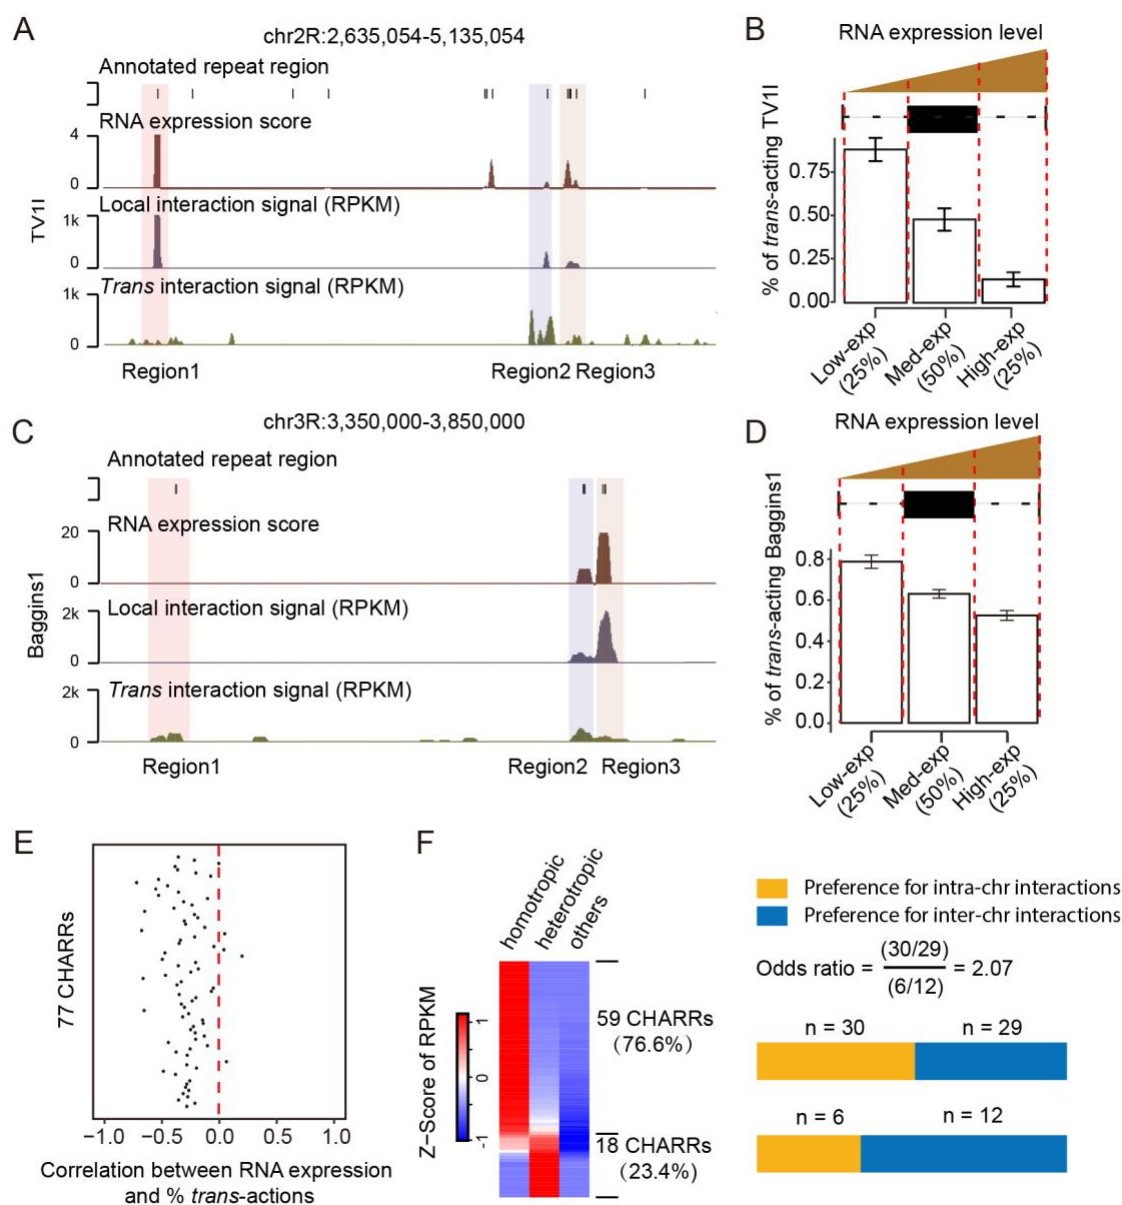 A
chr2R:2,635,054-5,135,054
Annotated repeat region
RNA expression score
4
0
Local interaction signal (RPKM)
1k
0
TV1I
Trans interaction signal (RPKM)
1k
0
Region1
Region2
Region3
B
RNA expression level
% of trans-acting TV1I
0.75
0.50
0.25
0.00
Low-exp
(25%)
Med-exp
(50%)
High-exp
(25%)
C
chr3R:3,350,000-3,850,000
Annotated repeat region
RNA expression score
20
0
Local interaction signal (RPKM)
2k
0
Baggins1
Trans interaction signal (RPKM)
2k
0
Region1
Region2
Region3
D
RNA expression level
% of trans-acting Baggins1
0.8
0.6
0.4
0.2
0.0
Low-exp
(25%)
Med-exp
(50%)
High-exp
(25%)
E
77 CHARRs
−1.0
−0.5
0.0
0.5
1.0
Correlation between RNA expression
and % trans-actions
F
homotropic
heterotropic
others
Z−Score of RPKM
1
0
-1
59 CHARRs
(76.6%)
18 CHARRs
(23.4%)
Preference for intra-chr interactions
Preference for inter-chr interactions
Odds ratio = (30/29) / (6/12) = 2.07
n = 30
n = 29
n = 6
n = 12